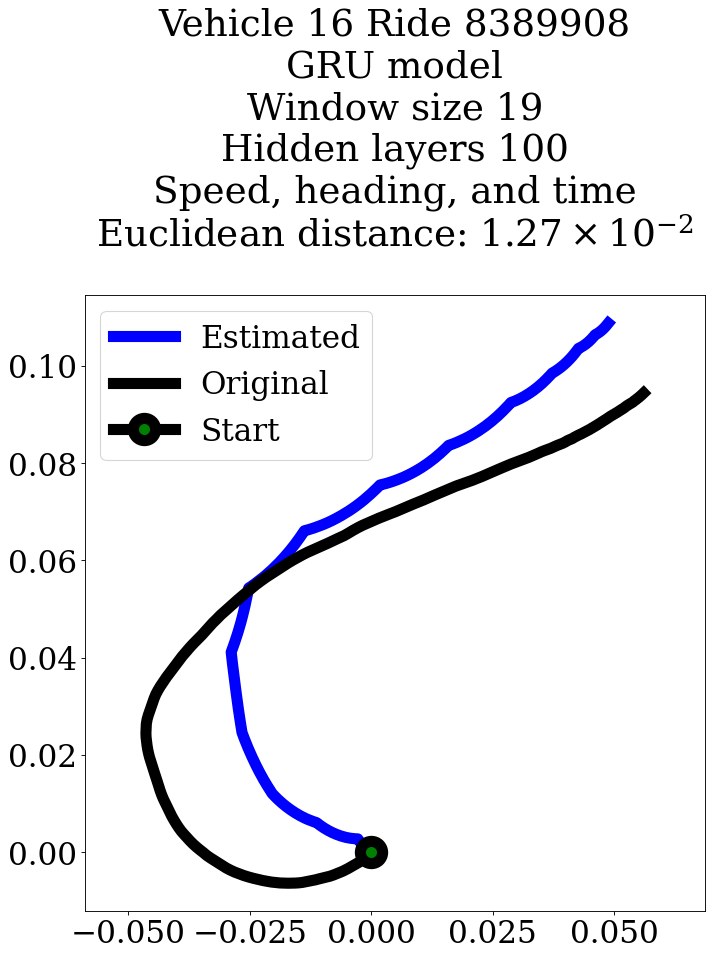 Vehicle 16 Ride 8389908
GRU model
Window size 19
Hidden layers 100
Speed, heading, and time
Euclidean distance: 1.27 × 10⁻²
Estimated
Original
Start
0.10
0.08
0.06
0.04
0.02
0.00
−0.050 −0.025 0.000 0.025 0.050